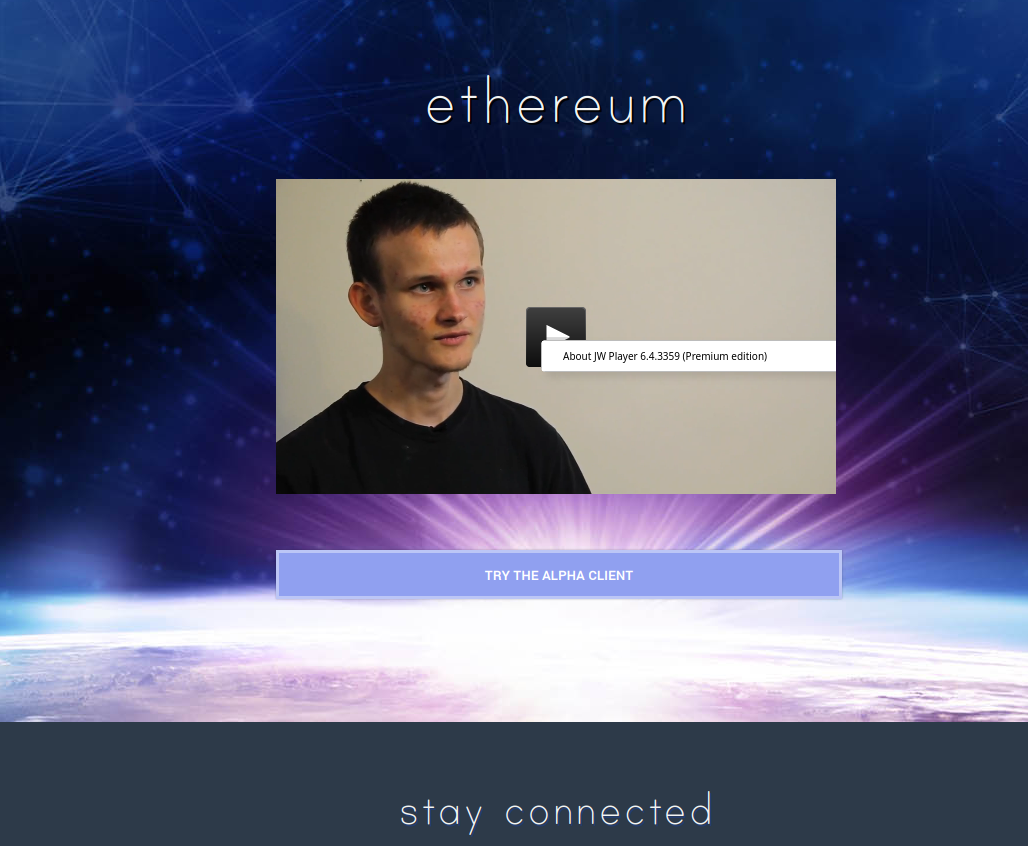 ethereum
About JW Player 6.4.3359 (Premium edition)
TRY THE ALPHA CLIENT
stay connected